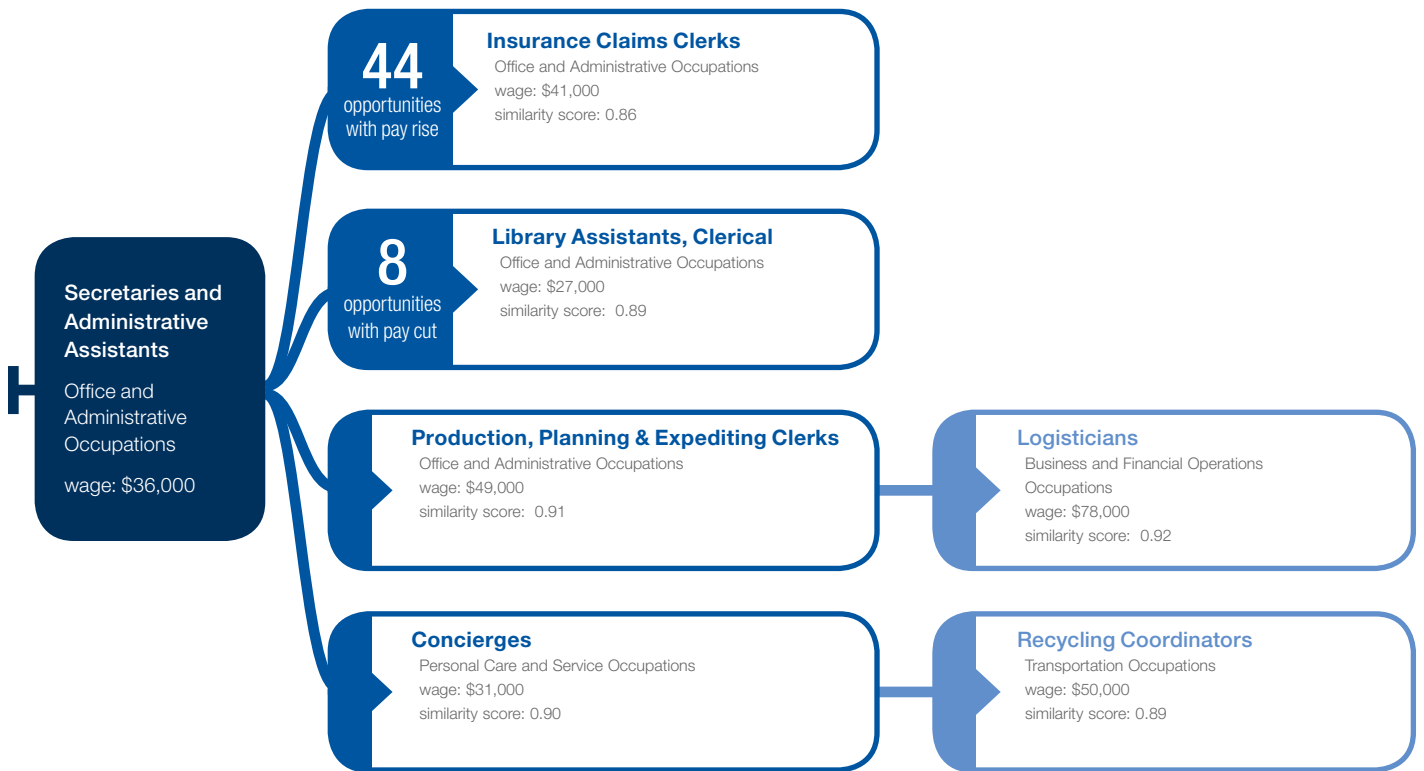 Secretaries and
Administrative
Assistants
Office and
Administrative
Occupations
wage: $36,000
44
opportunities
with pay rise
Insurance Claims Clerks
Office and Administrative Occupations
wage: $41,000
similarity score: 0.86
8
opportunities
with pay cut
Library Assistants, Clerical
Office and Administrative Occupations
wage: $27,000
similarity score: 0.89
Production, Planning & Expediting Clerks
Office and Administrative Occupations
wage: $49,000
similarity score: 0.91
Logisticians
Business and Financial Operations
Occupations
wage: $78,000
similarity score: 0.92
Concierges
Personal Care and Service Occupations
wage: $31,000
similarity score: 0.90
Recycling Coordinators
Transportation Occupations
wage: $50,000
similarity score: 0.89